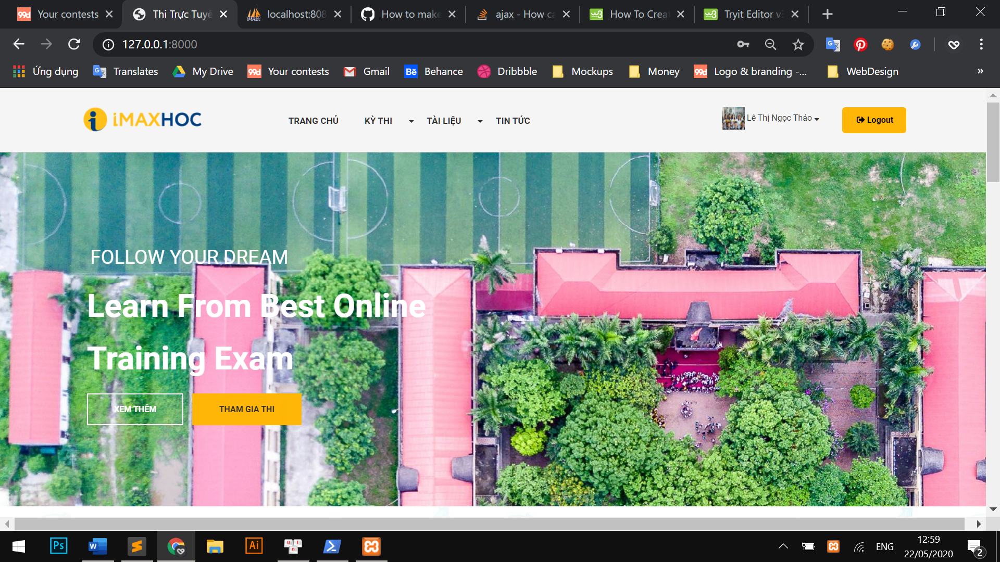 Your contests
Thi Trực Tuyế
localhost:808
How to make
ajax - How ca
How To Crea
Tryit Editor v3
127.0.0.1:8000
Ứng dụng
Translates
My Drive
Your contests
Gmail
Behance
Dribbble
Mockups
Money
Logo & branding -...
WebDesign
»
iMAXHOC
TRANG CHỦ
KỲ THI
TÀI LIỆU
TIN TỨC
Lê Thị Ngọc Thảo
Logout
FOLLOW YOUR DREAM
Learn From Best Online
Training Exam
XEM THÊM
THAM GIA THI
ENG
12:59
22/05/2020
2